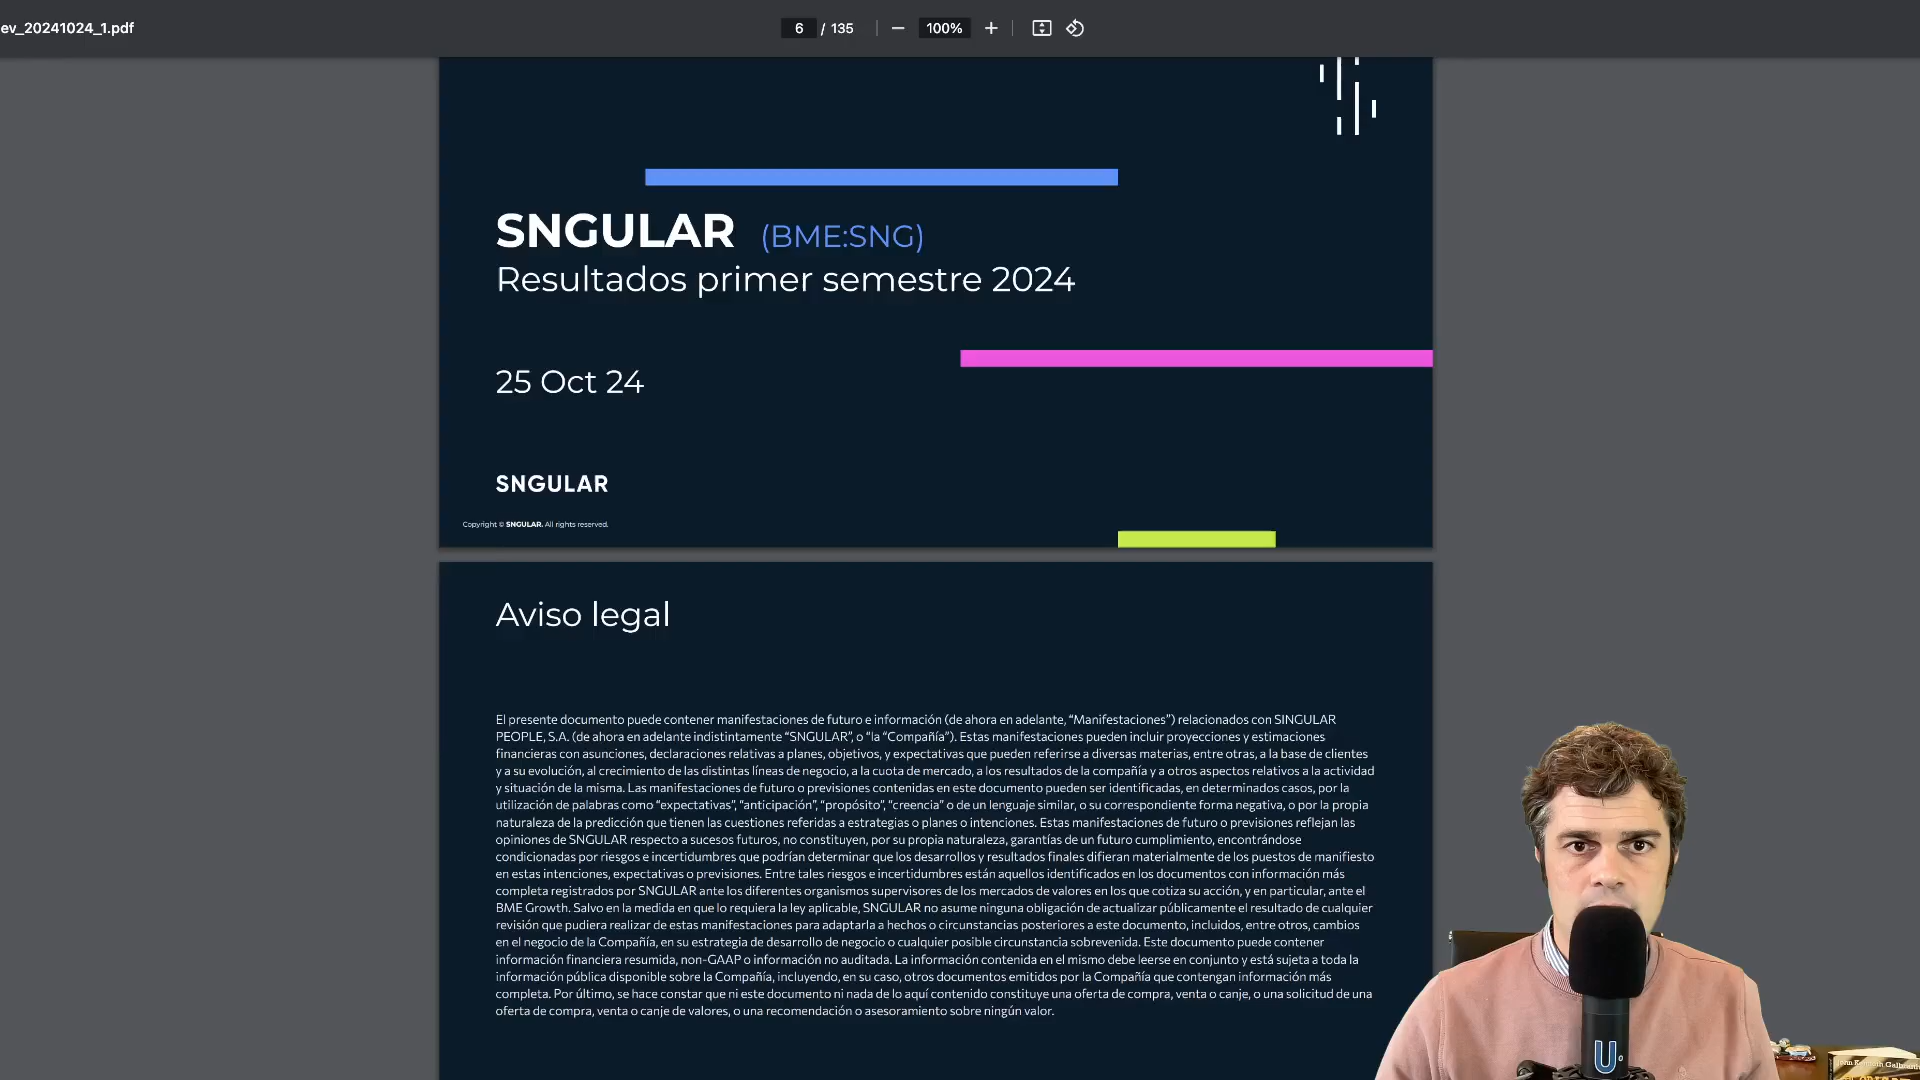 ev_20241024_1.pdf
6 / 135
100%
SNGULAR (BME:SNG)
Resultados primer semestre 2024
25 Oct 24
SNGULAR
Copyright © SNGULAR. All rights reserved.
Aviso legal
El presente documento puede contener manifestaciones de futuro e información (de ahora en adelante, “Manifestaciones”) relacionados con SINGULAR
PEOPLE, S.A. (de ahora en adelante indistintamente “SNGULAR”, o “la “Compañía”). Estas manifestaciones pueden incluir proyecciones y estimaciones
financieras con asunciones, declaraciones relativas a planes, objetivos, y expectativas que pueden referirse a diversas materias, entre otras, a la base de clientes
y a su evolución, al crecimiento de las distintas líneas de negocio, a la cuota de mercado, a los resultados de la compañía y a otros aspectos relativos a la actividad
y situación de la misma. Las manifestaciones de futuro o previsiones contenidas en este documento pueden ser identificadas, en determinados casos, por la
utilización de palabras como “expectativas”, “anticipación”, “propósito”, “creencia” o de un lenguaje similar, o su correspondiente forma negativa, o por la propia
naturaleza de la predicción que tienen las cuestiones referidas a estrategias o planes o intenciones. Estas manifestaciones de futuro o previsiones reflejan las
opiniones de SNGULAR respecto a sucesos futuros, no constituyen, por su propia naturaleza, garantías de un futuro cumplimiento, encontrándose
condicionadas por riesgos e incertidumbres que podrían determinar que los desarrollos y resultados finales difieran materialmente de los puestos de manifiesto
en estas intenciones, expectativas o previsiones. Entre tales riesgos e incertidumbres están aquellos identificados en los documentos con información más
completa registrados por SNGULAR ante los diferentes organismos supervisores de los mercados de valores en los que cotiza su acción, y en particular, ante el
BME Growth. Salvo en la medida en que lo requiera la ley aplicable, SNGULAR no asume ninguna obligación de actualizar públicamente el resultado de cualquier
revisión que pudiera realizar de estas manifestaciones para adaptarla a hechos o circunstancias posteriores a este documento, incluidos, entre otros, cambios
en el negocio de la Compañía, en su estrategia de desarrollo de negocio o cualquier posible circunstancia sobrevenida. Este documento puede contener
información financiera resumida, non-GAAP o información no auditada. La información contenida en el mismo debe leerse en conjunto y está sujeta a toda la
información pública disponible sobre la Compañía, incluyendo, en su caso, otros documentos emitidos por la Compañía que contengan información más
completa. Por último, se hace constar que ni este documento ni nada de lo aquí contenido constituye una oferta de compra, venta o canje, o una solicitud de una
oferta de compra, venta o canje de valores, o una recomendación o asesoramiento sobre ningún valor.
U
John Kenneth